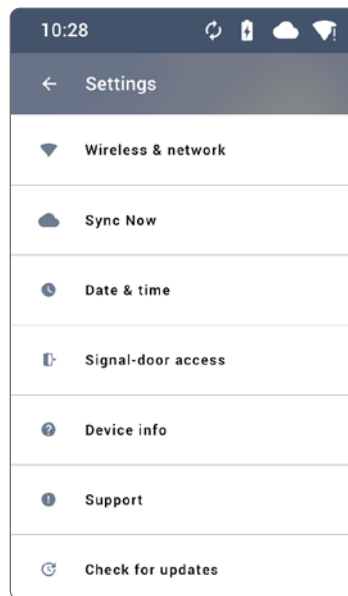 10:28
Settings
Wireless & network
Sync Now
Date & time
Signal-door access
Device info
Support
Check for updates